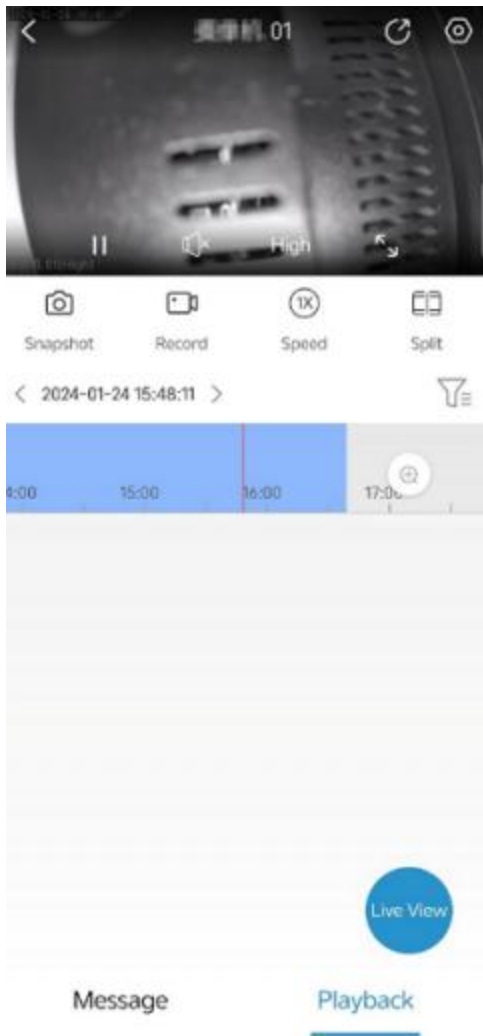 01
High
1X
Snapshot
Record
Speed
Split
2024-01-24 15:48:11
15:00
16:00
Live View
Message
Playback